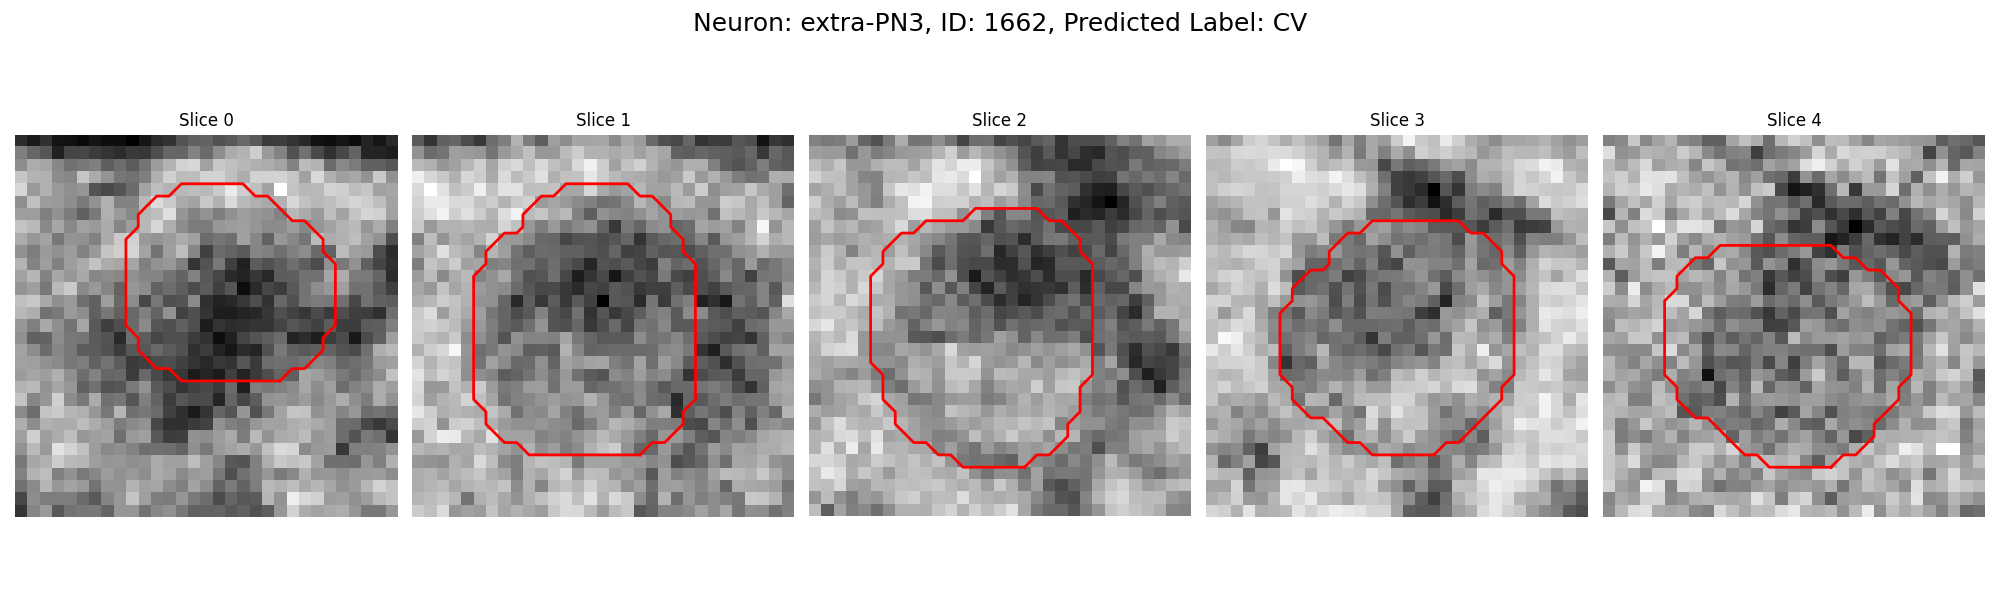 Neuron: extra-PN3, ID: 1662, Predicted Label: CV
Slice 0
Slice 1
Slice 2
Slice 3
Slice 4